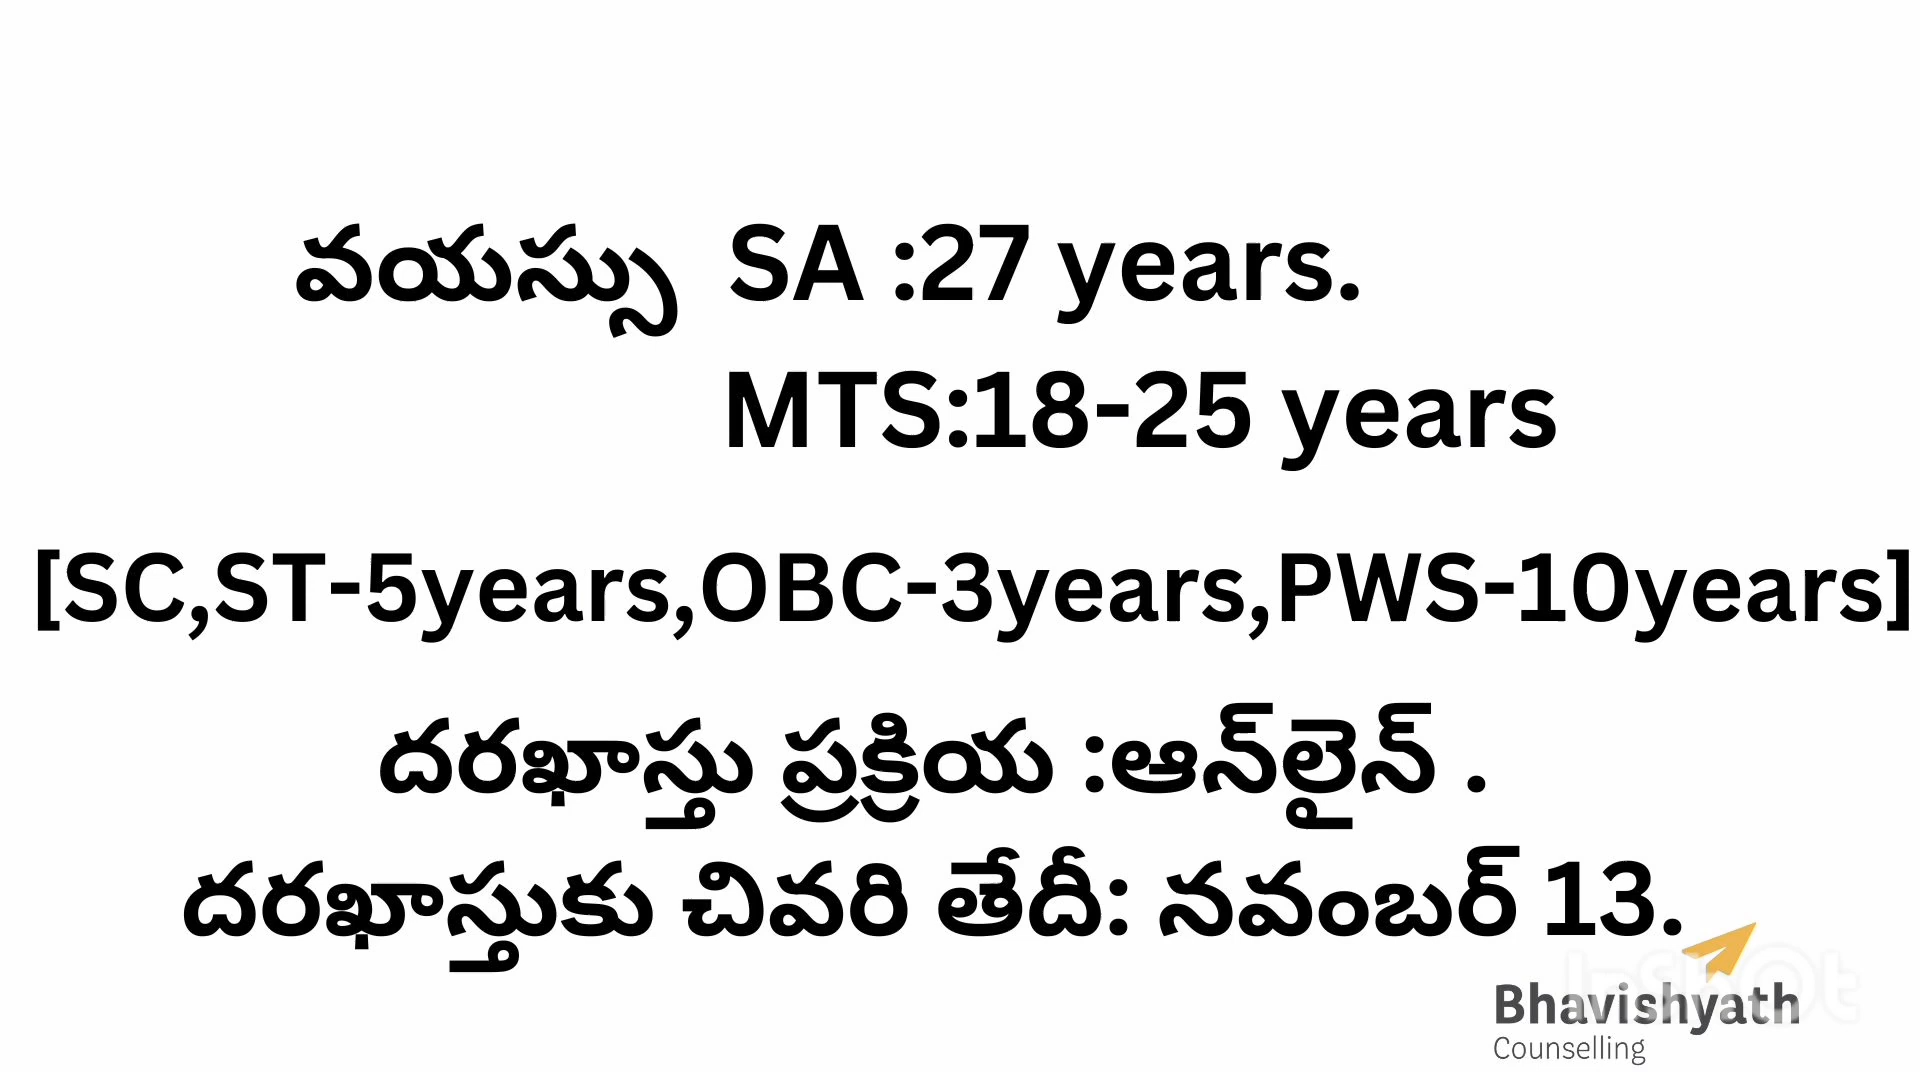 వయస్సు SA :27 years.
MTS:18-25 years
[SC,ST-5years,OBC-3years,PWS-10years]
దరఖాస్తు ప్రక్రియ :ఆన్‌లైన్ .
దరఖాస్తుకు చివరి తేదీ: నవంబర్ 13.
InShOt
Bhavishyath
Counselling